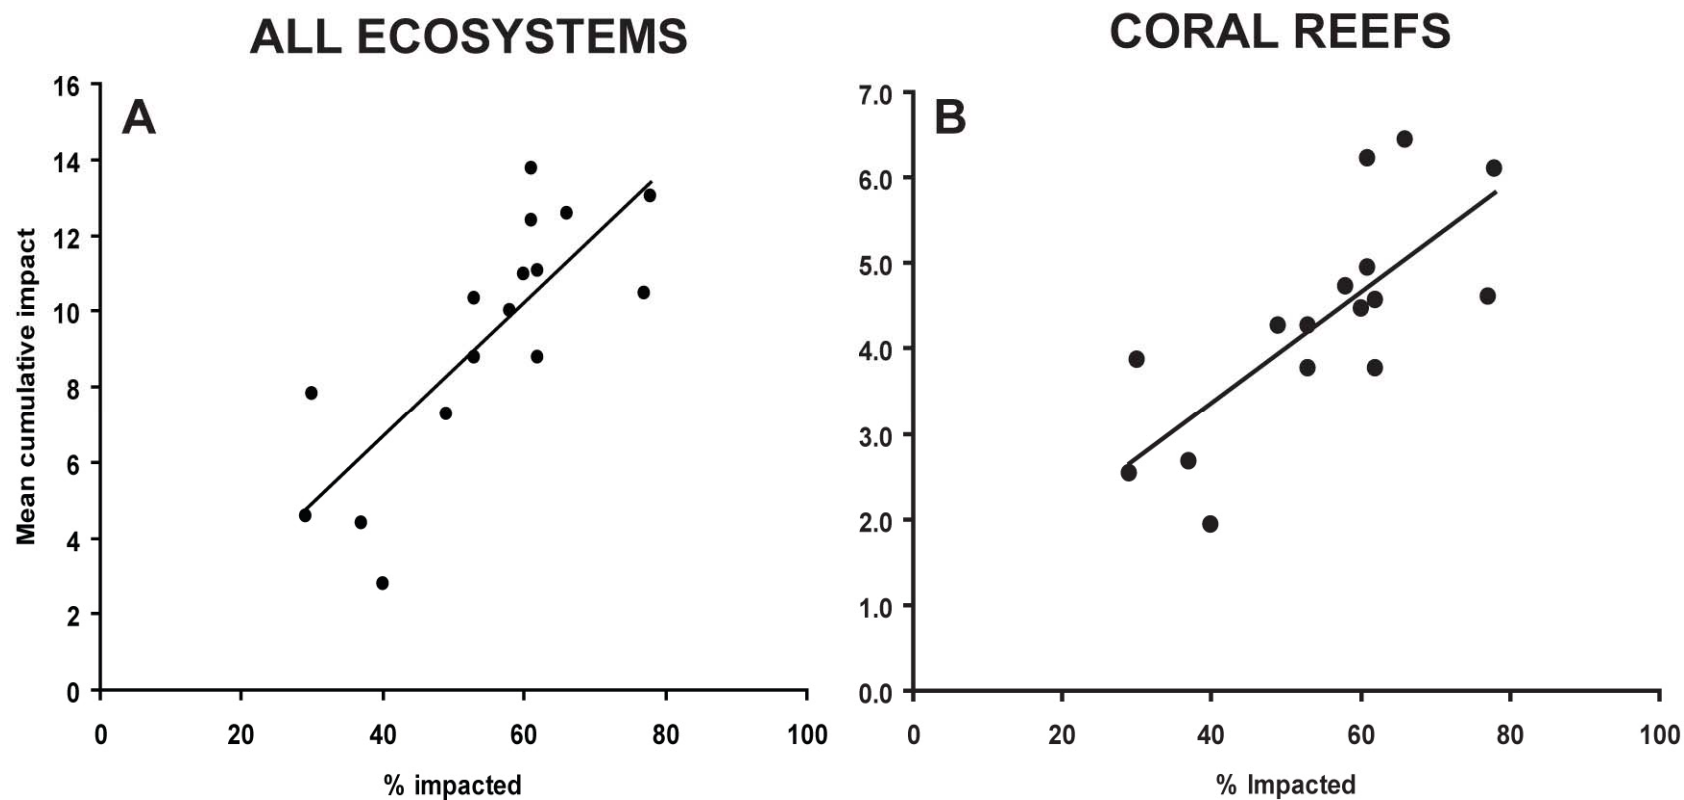 ALL ECOSYSTEMS
A
Mean cumulative impact
16
14
12
10
8
6
4
2
0
0 20 40 60 80 100
% impacted
CORAL REEFS
B
7.0
6.0
5.0
4.0
3.0
2.0
1.0
0.0
0 20 40 60 80 100
% Impacted